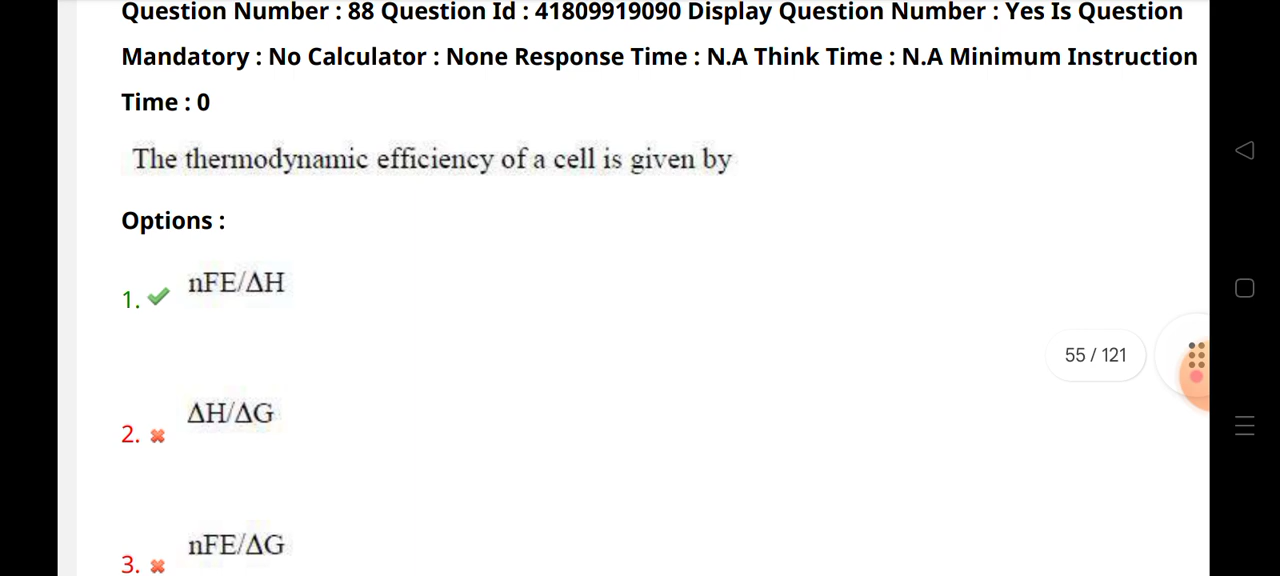 Question Number : 88 Question Id : 41809919090 Display Question Number : Yes Is Question
Mandatory : No Calculator : None Response Time : N.A Think Time : N.A Minimum Instruction
Time : 0
The thermodynamic efficiency of a cell is given by
Options :
1. nFE/ΔH
55 / 121
2. ΔH/ΔG
3. nFE/ΔG